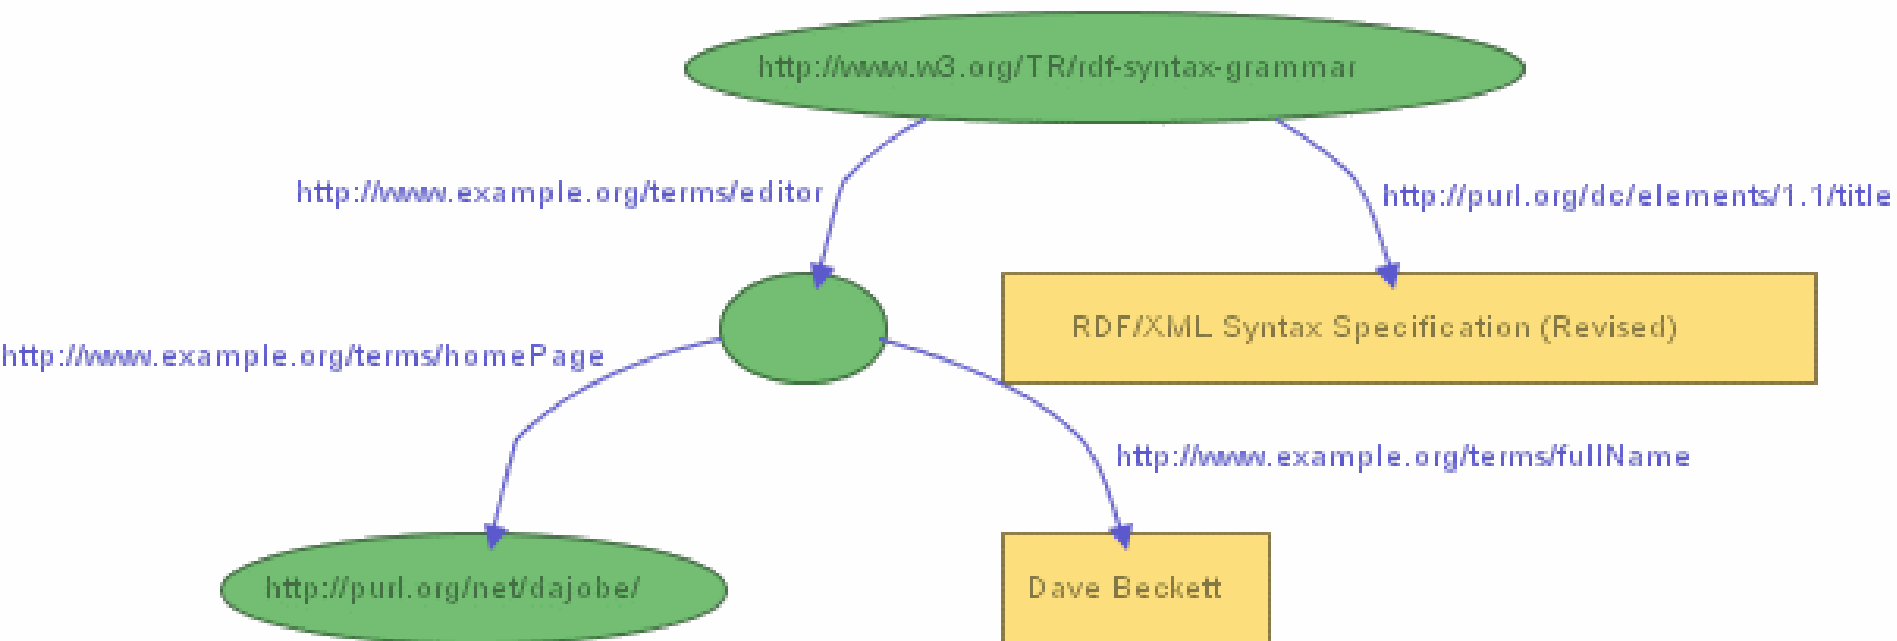 http://www.w3.org/TR/rdf-syntax-grammar
http://www.example.org/terms/editor
http://purl.org/dc/elements/1.1/title
RDF/XML Syntax Specification (Revised)
http://www.example.org/terms/homePage
http://www.example.org/terms/fullName
http://purl.org/net/dajobe/
Dave Beckett